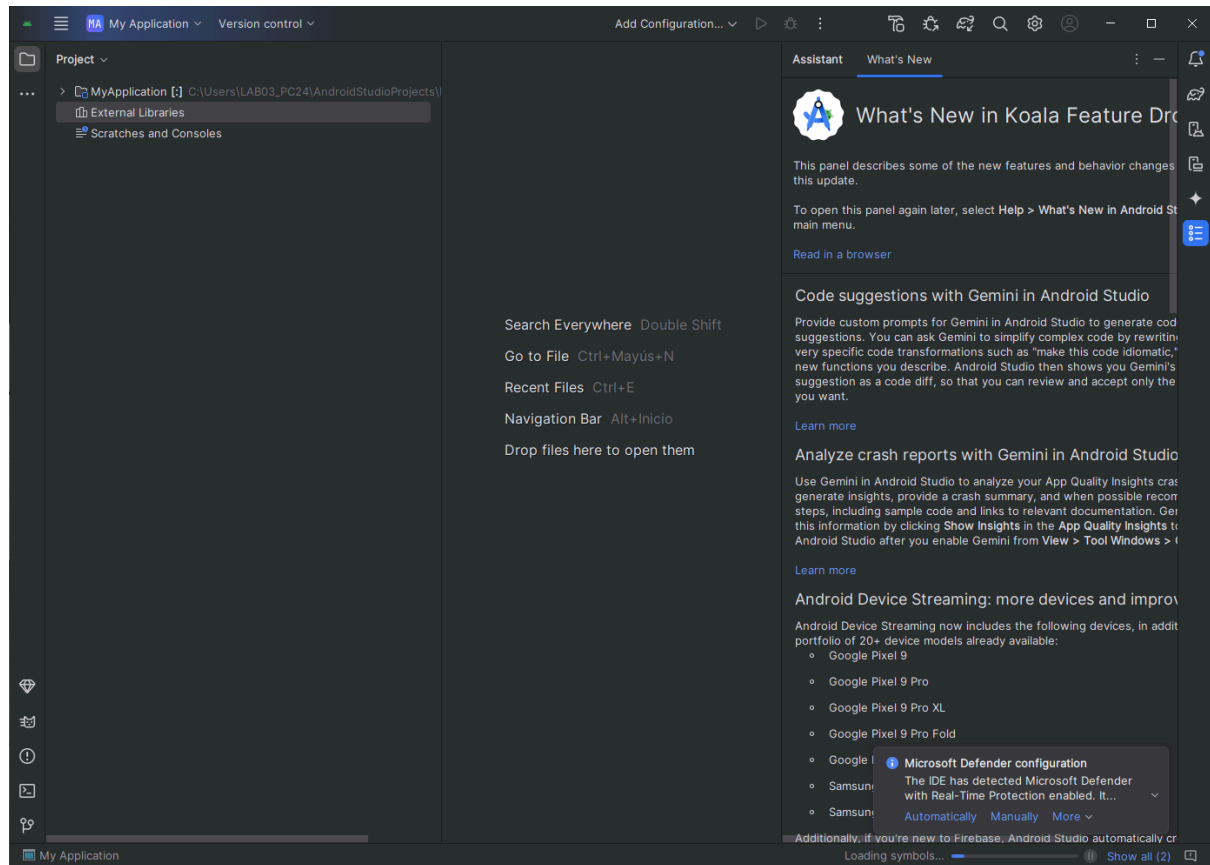 MA My Application Version control Add Configuration...
Project
MyApplication [:] C:\Users\LAB03_PC24\AndroidStudioProjects\
External Libraries
Scratches and Consoles
Search Everywhere Double Shift
Go to File Ctrl+Mayús+N
Recent Files Ctrl+E
Navigation Bar Alt+Inicio
Drop files here to open them
Assistant What's New
What's New in Koala Feature Dro
This panel describes some of the new features and behavior changes
this update.
To open this panel again later, select Help > What's New in Android St
main menu.
Read in a browser
Code suggestions with Gemini in Android Studio
Provide custom prompts for Gemini in Android Studio to generate cod
suggestions. You can ask Gemini to simplify complex code by rewriting
very specific code transformations such as "make this code idiomatic,"
new functions you describe. Android Studio then shows you Gemini's
suggestion as a code diff, so that you can review and accept only the
you want.
Learn more
Analyze crash reports with Gemini in Android Studio
Use Gemini in Android Studio to analyze your App Quality Insights cras
generate insights, provide a crash summary, and when possible recom
steps, including sample code and links to relevant documentation. Ger
this information by clicking Show Insights in the App Quality Insights to
Android Studio after you enable Gemini from View > Tool Windows >
Learn more
Android Device Streaming: more devices and improv
Android Device Streaming now includes the following devices, in addit
portfolio of 20+ device models already available:
Google Pixel 9
Google Pixel 9 Pro
Google Pixel 9 Pro XL
Google Pixel 9 Pro Fold
Google
Samsung
Samsung
Additionally, if you're new to Firebase, Android Studio automatically cr
Microsoft Defender configuration
The IDE has detected Microsoft Defender
with Real-Time Protection enabled. It...
Automatically Manually More
My Application Loading symbols... Show all (2)